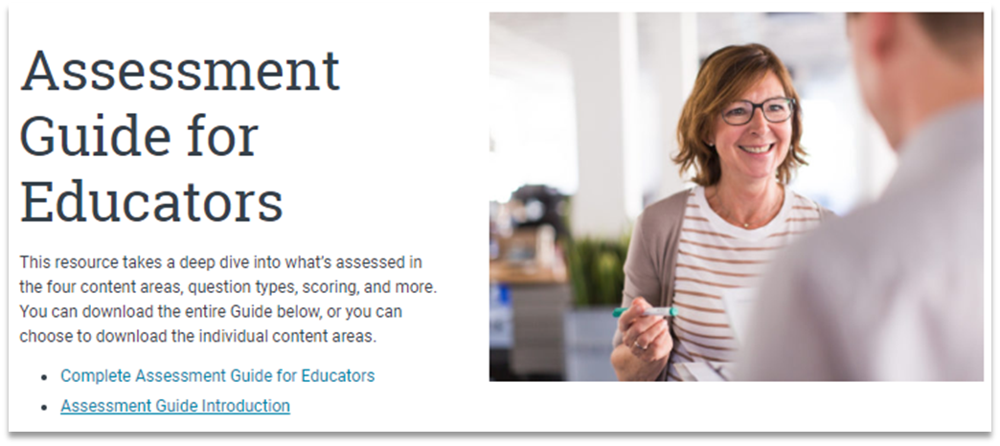 Assessment
Guide for
Educators
This resource takes a deep dive into what's assessed in
the four content areas, question types, scoring, and more.
You can download the entire Guide below, or you can
choose to download the individual content areas.
• Complete Assessment Guide for Educators
• Assessment Guide Introduction